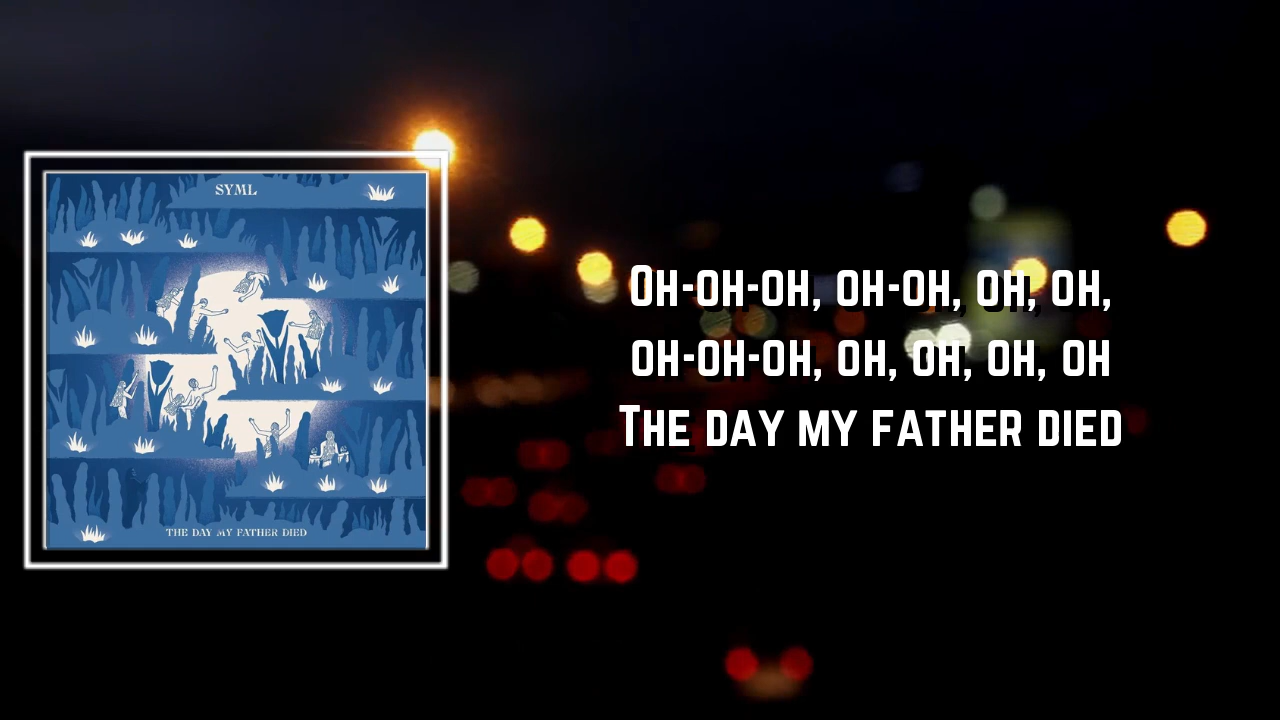 SYML
THE DAY MY FATHER DIED
Oh-oh-oh, oh-oh, oh, oh,
oh-oh-oh, oh, oh, oh, oh
The day my father died